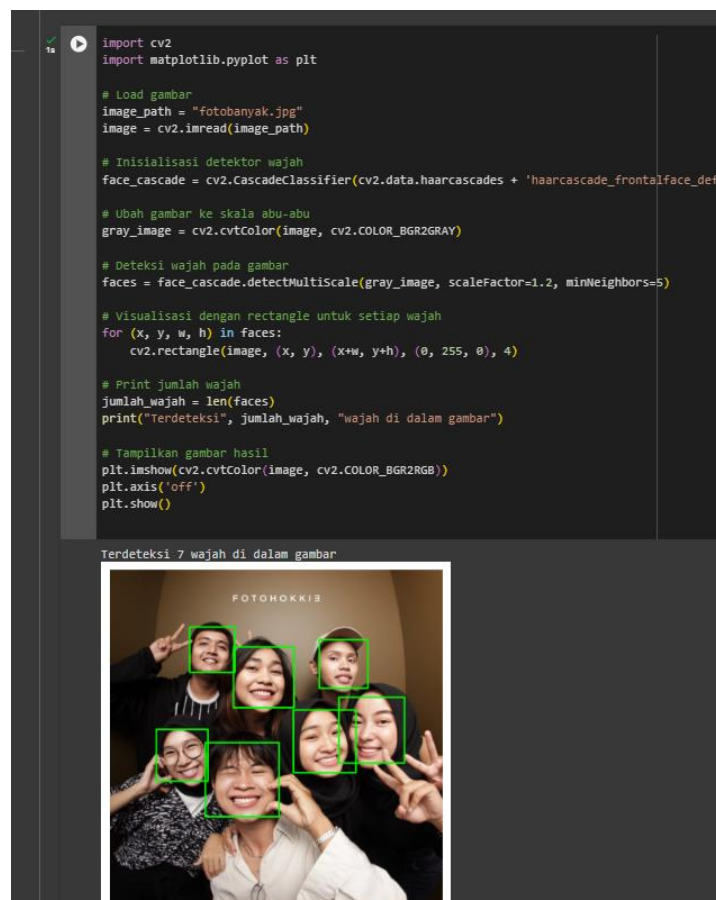 1s
import cv2
import matplotlib.pyplot as plt
# Load gambar
image_path = "fotobanyak.jpg"
image = cv2.imread(image_path)
# Inisialisasi detektor wajah
face_cascade = cv2.CascadeClassifier(cv2.data.haarcascades + 'haarcascade_frontalface_def
# Ubah gambar ke skala abu-abu
gray_image = cv2.cvtColor(image, cv2.COLOR_BGR2GRAY)
# Deteksi wajah pada gambar
faces = face_cascade.detectMultiScale(gray_image, scaleFactor=1.2, minNeighbors=5)
# Visualisasi dengan rectangle untuk setiap wajah
for (x, y, w, h) in faces:
    cv2.rectangle(image, (x, y), (x+w, y+h), (0, 255, 0), 4)
# Print jumlah wajah
jumlah_wajah = len(faces)
print("Terdeteksi", jumlah_wajah, "wajah di dalam gambar")
# Tampilkan gambar hasil
plt.imshow(cv2.cvtColor(image, cv2.COLOR_BGR2RGB))
plt.axis('off')
plt.show()
Terdeteksi 7 wajah di dalam gambar
FOTOHOKKIE